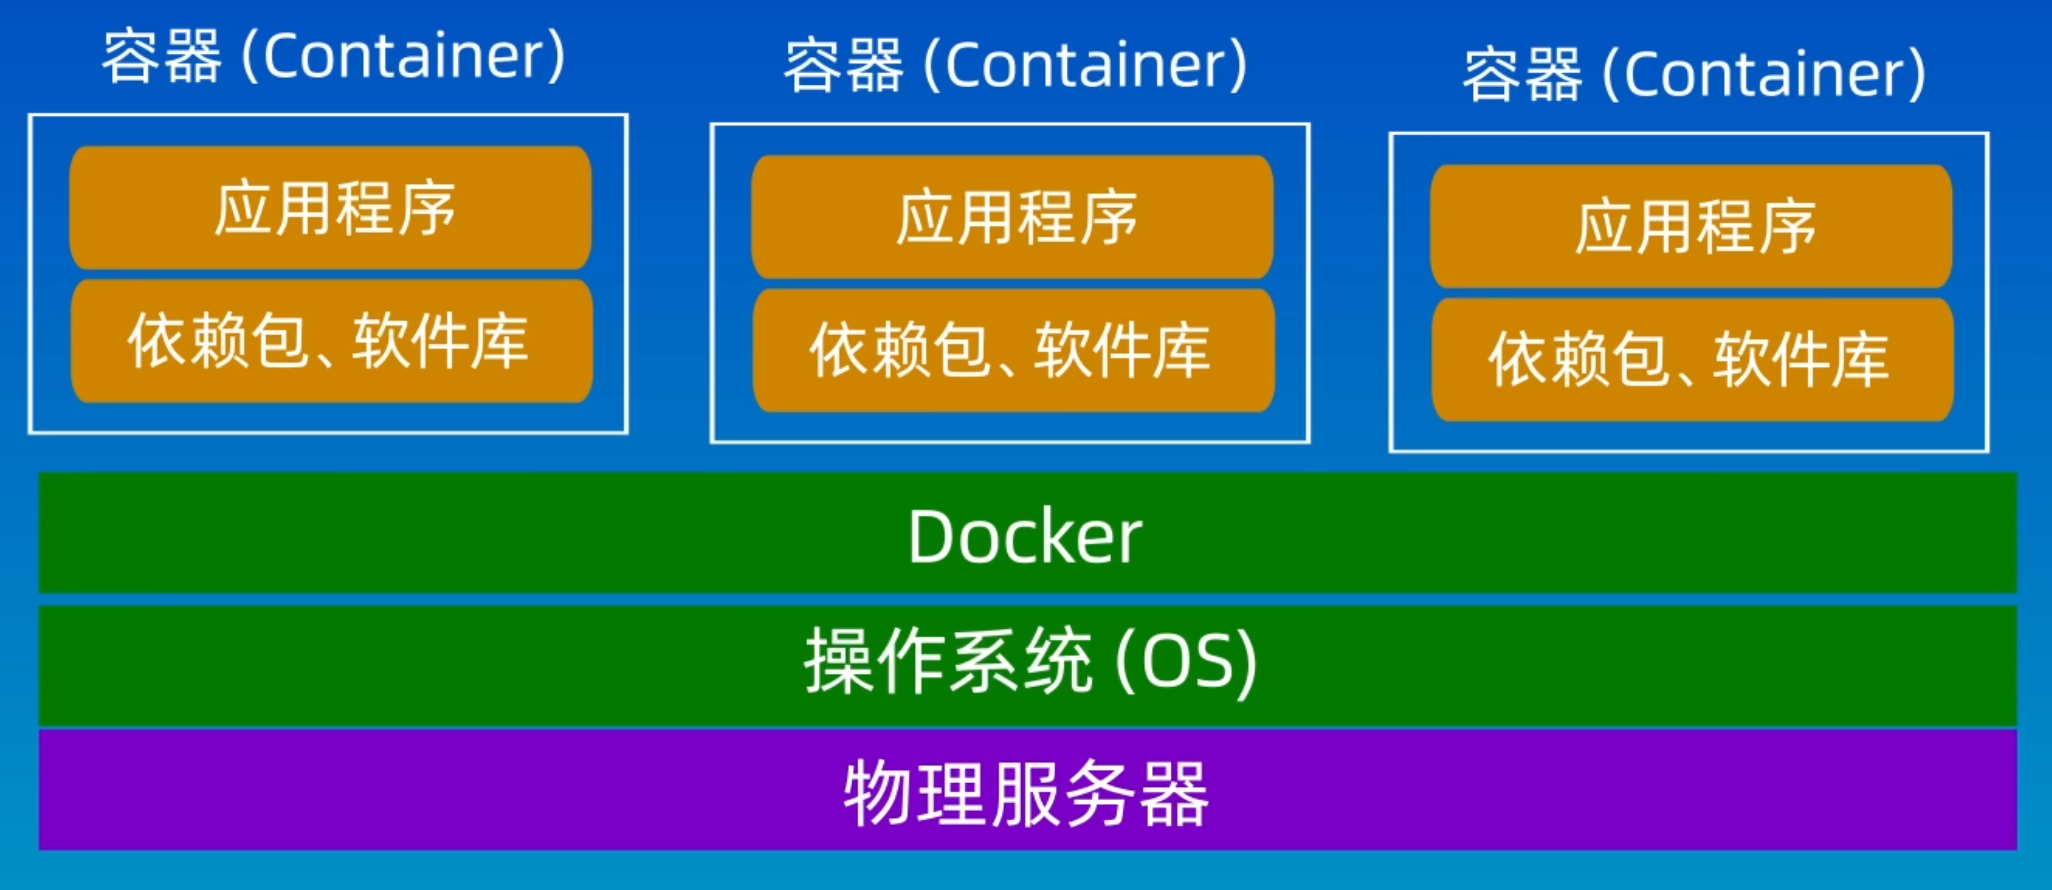 容器 (Container)
容器 (Container)
容器 (Container)
应用程序
应用程序
应用程序
依赖包、软件库
依赖包、软件库
依赖包、软件库
Docker
操作系统 (OS)
物理服务器